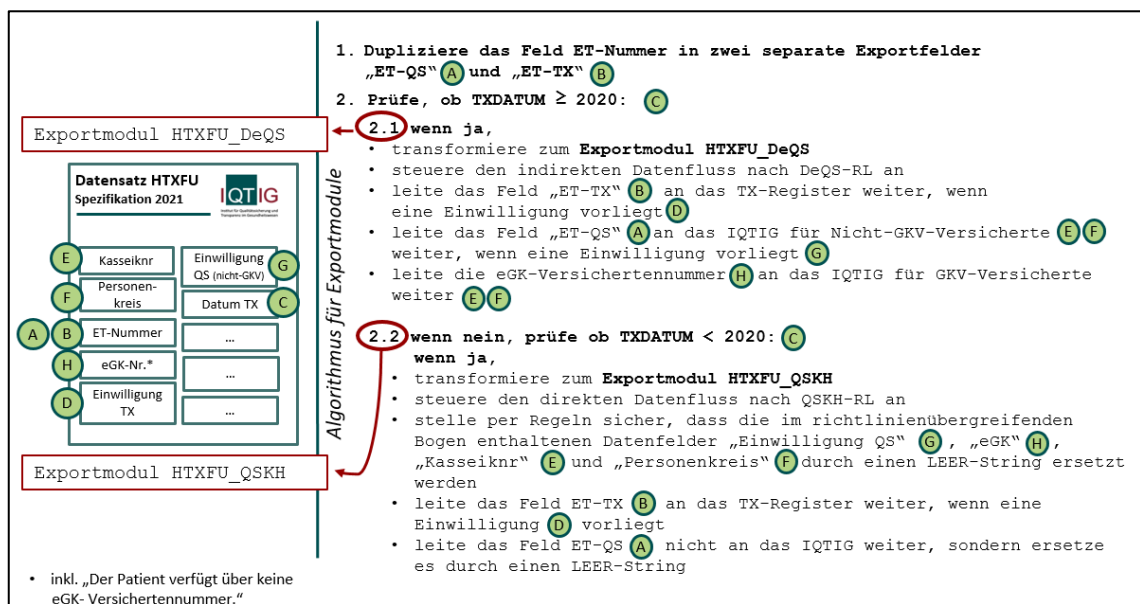 1. Dupliziere das Feld ET-Nummer in zwei separate Exportfelder
„ET-QS“ A und „ET-TX“ B
2. Prüfe, ob TXDATUM ≥ 2020: C
2.1 wenn ja,
• transformiere zum Exportmodul HTXFU_DeQS
• steuere den indirekten Datenfluss nach DeQS-RL an
• leite das Feld „ET-TX“ B an das TX-Register weiter, wenn
eine Einwilligung vorliegt D
• leite das Feld „ET-QS“ A an das IQTIG für Nicht-GKV-Versicherte E F
weiter, wenn eine Einwilligung vorliegt G
• leite die eGK-Versichertennummer H an das IQTIG für GKV-Versicherte
weiter E F
2.2 wenn nein, prüfe ob TXDATUM < 2020: C
wenn ja,
• transformiere zum Exportmodul HTXFU_QSKH
• steuere den direkten Datenfluss nach QSKH-RL an
• stelle per Regeln sicher, dass die im richtlinienübergreifenden
Bogen enthaltenen Datenfelder „Einwilligung QS“ G , „eGK“ H ,
„Kasseiknr“ E und „Personenkreis“ F durch einen LEER-String ersetzt
werden
• leite das Feld ET-TX B an das TX-Register weiter, wenn eine
Einwilligung D vorliegt
• leite das Feld ET-QS A nicht an das IQTIG weiter, sondern ersetze
es durch einen LEER-String
Algorithmus für Exportmodule
Exportmodul HTXFU_DeQS
Datensatz HTXFU
Spezifikation 2021
IQTIG
Institut für Qualitätssicherung und
Transparenz im Gesundheitswesen
E Kasseiknr
Einwilligung
QS (nicht-GKV) G
F Personen-
kreis
Datum TX C
A B ET-Nummer
...
H eGK-Nr.*
...
D Einwilligung
TX
...
Exportmodul HTXFU_QSKH
• inkl. „Der Patient verfügt über keine
eGK- Versichertennummer.“